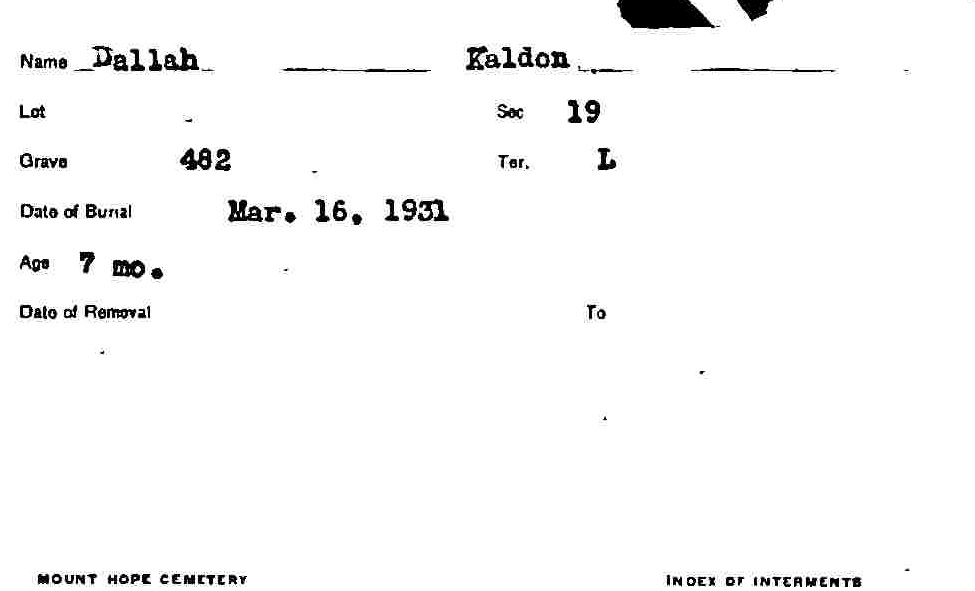 Name Dallah Kaldon
Lot Sec 19
Grave 482 Ter. L
Date of Burial Mar. 16, 1931
Age 7 mo.
Date of Removal To
MOUNT HOPE CEMETERY INDEX OF INTERMENTS